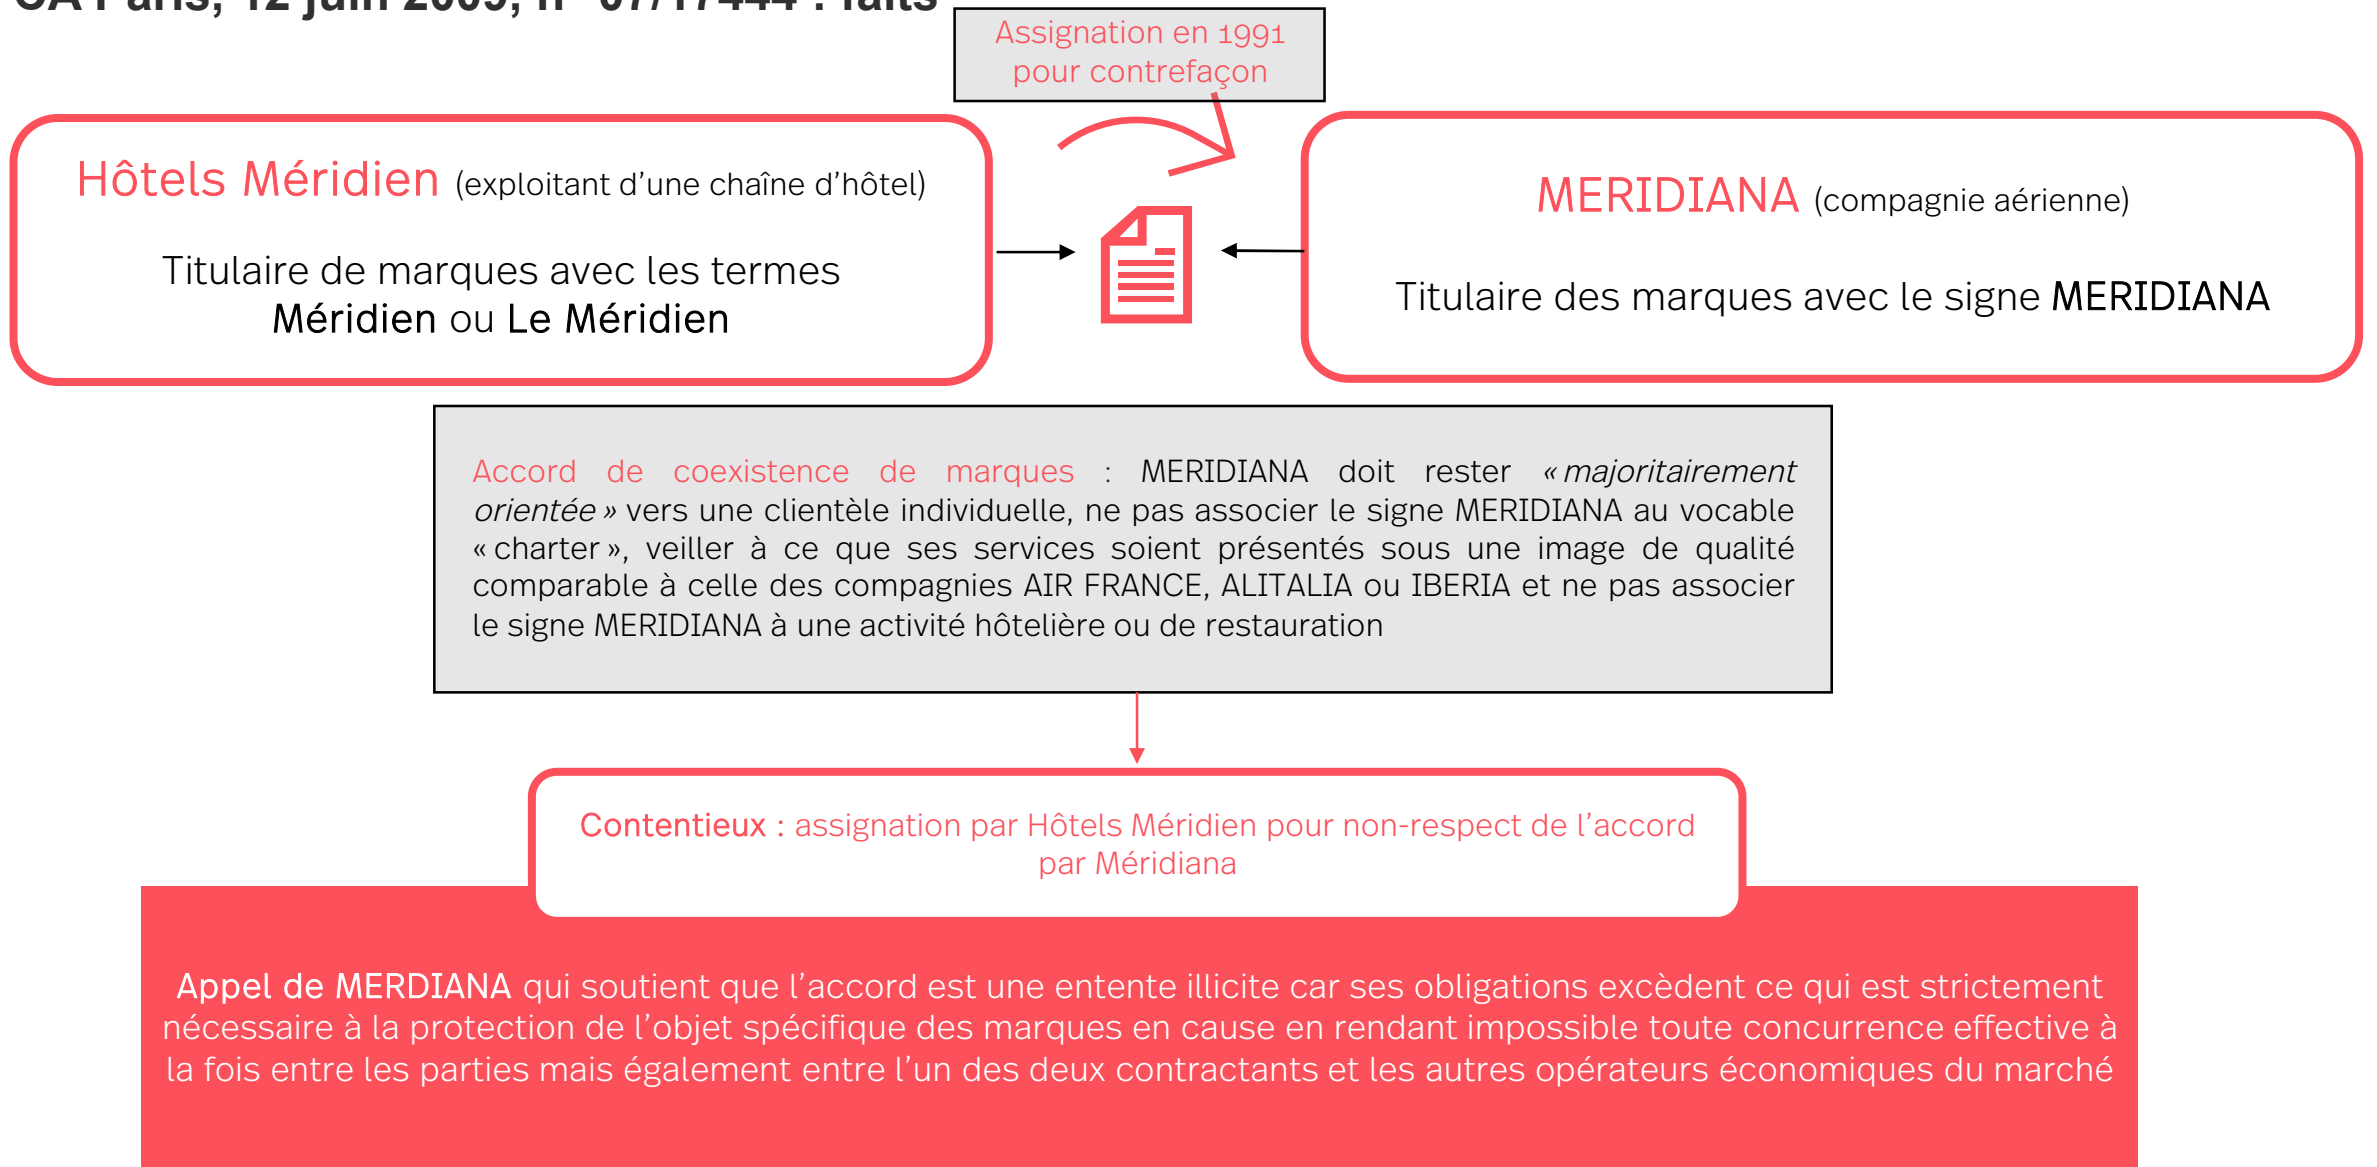 CA Paris, 12 juin 2009, n° 07/17444 : faits
Assignation en 1991
pour contrefaçon
Hôtels Méridien (exploitant d’une chaîne d’hôtel)
Titulaire de marques avec les termes
Méridien ou Le Méridien
MERIDIANA (compagnie aérienne)
Titulaire des marques avec le signe MERIDIANA
Accord de coexistence de marques : MERIDIANA doit rester « majoritairement
orientée » vers une clientèle individuelle, ne pas associer le signe MERIDIANA au vocable
« charter », veiller à ce que ses services soient présentés sous une image de qualité
comparable à celle des compagnies AIR FRANCE, ALITALIA ou IBERIA et ne pas associer
le signe MERIDIANA à une activité hôtelière ou de restauration
Contentieux : assignation par Hôtels Méridien pour non-respect de l’accord
par Méridiana
Appel de MERDIANA qui soutient que l’accord est une entente illicite car ses obligations excèdent ce qui est strictement
nécessaire à la protection de l’objet spécifique des marques en cause en rendant impossible toute concurrence effective à
la fois entre les parties mais également entre l’un des deux contractants et les autres opérateurs économiques du marché